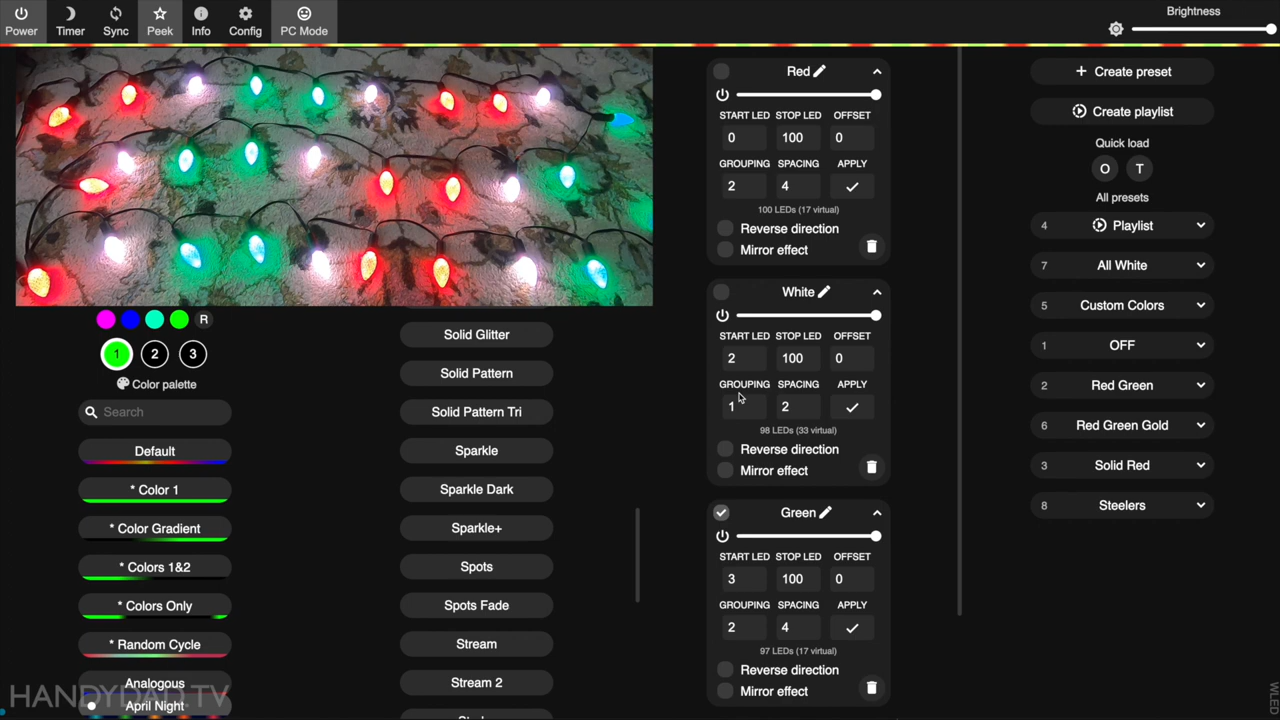 Power
Timer
Sync
Peek
Info
Config
PC Mode
Brightness
R
1
2
3
Color palette
Search
Default
* Color 1
* Color Gradient
* Colors 1&2
* Colors Only
* Random Cycle
Analogous
April Night
HANDYDAD.TV
Solid Glitter
Solid Pattern
Solid Pattern Tri
Sparkle
Sparkle Dark
Sparkle+
Spots
Spots Fade
Stream
Stream 2
Red
START LED STOP LED OFFSET
0 100 0
GROUPING SPACING APPLY
2 4
100 LEDs (17 virtual)
Reverse direction
Mirror effect
White
START LED STOP LED OFFSET
2 100 0
GROUPING SPACING APPLY
1 2
98 LEDs (33 virtual)
Reverse direction
Mirror effect
Green
START LED STOP LED OFFSET
3 100 0
GROUPING SPACING APPLY
2 4
97 LEDs (17 virtual)
Reverse direction
Mirror effect
+ Create preset
Create playlist
Quick load
O T
All presets
4 Playlist
7 All White
5 Custom Colors
1 OFF
2 Red Green
6 Red Green Gold
3 Solid Red
8 Steelers
WLED